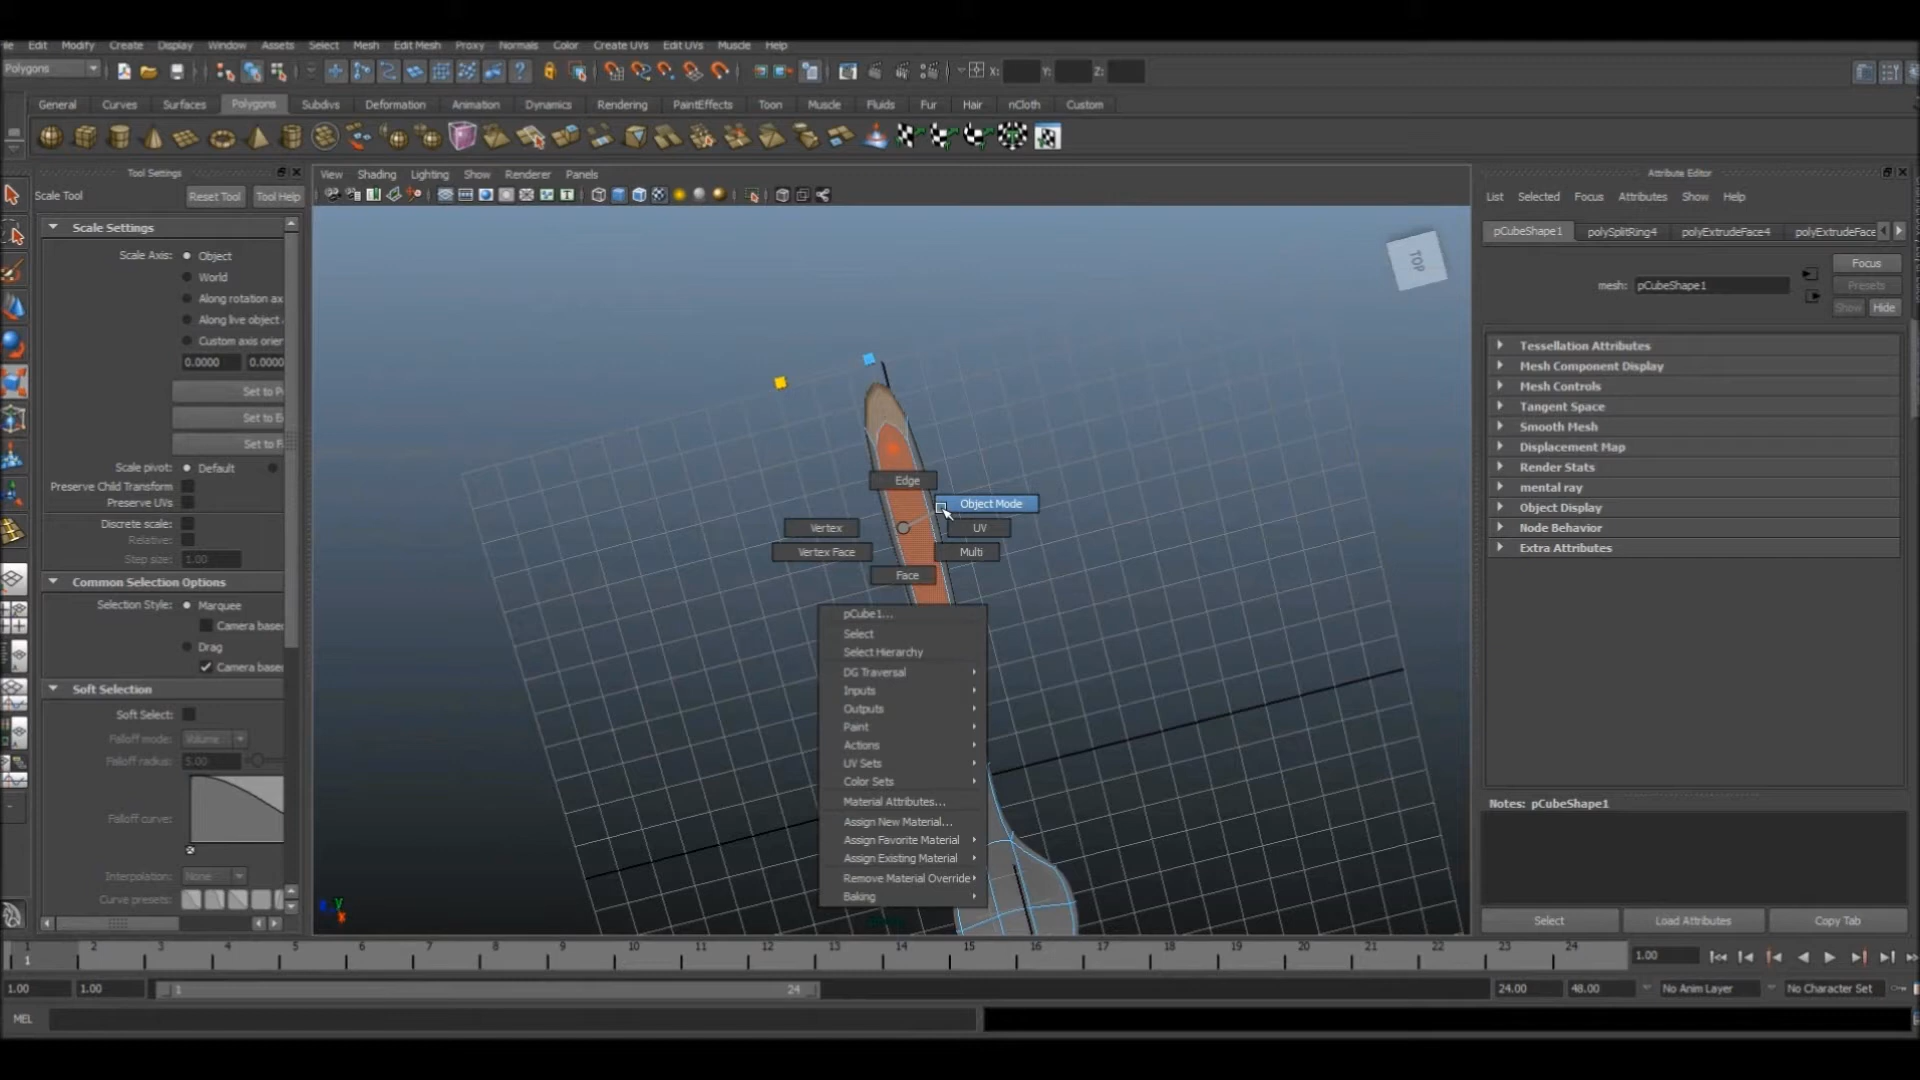 le Edit Modify Create Display Window Assets Select Mesh Edit Mesh Proxy Normals Color Create UVs Edit UVs Muscle Help
Polygons X: Y: Z:
General Curves Surfaces Polygons Subdivs Deformation Animation Dynamics Rendering PaintEffects Toon Muscle Fluids Fur Hair nCloth Custom
Tool Settings
Scale Tool Reset Tool Tool Help
Scale Settings
Scale Axis: Object
World
Along rotation ax
Along live object
Custom axis orier
0.0000 0.0000
Set to P
Set to E
Set to F
Scale pivot: Default
Preserve Child Transform
Preserve UVs
Discrete scale:
Relative:
Step size: 1.00
Common Selection Options
Selection Style: Marquee
Camera base
Drag
Camera base
Soft Selection
Soft Select:
Falloff mode: Volume
Falloff radius: 5.00
Falloff curve:
Interpolation: None
Curve presets:
View Shading Lighting Show Renderer Panels
TOP
Edge
Object Mode
Vertex UV
Vertex Face Multi
Face
pCube1...
Select
Select Hierarchy
DG Traversal
Inputs
Outputs
Paint
Actions
UV Sets
Color Sets
Material Attributes...
Assign New Material...
Assign Favorite Material
Assign Existing Material
Remove Material Override
Baking
y
x
Attribute Editor
List Selected Focus Attributes Show Help
pCubeShape1 polySplitRing4 polyExtrudeFace4 polyExtrudeFace
Focus
mesh: pCubeShape1 Presets
Show Hide
Tessellation Attributes
Mesh Component Display
Mesh Controls
Tangent Space
Smooth Mesh
Displacement Map
Render Stats
mental ray
Object Display
Node Behavior
Extra Attributes
Notes: pCubeShape1
Select Load Attributes Copy Tab
1 2 3 4 5 6 7 8 9 10 11 12 13 14 15 16 17 18 19 20 21 22 23 24
1 1.00
1.00 1.00 1 24 24.00 48.00 No Anim Layer No Character Set
MEL